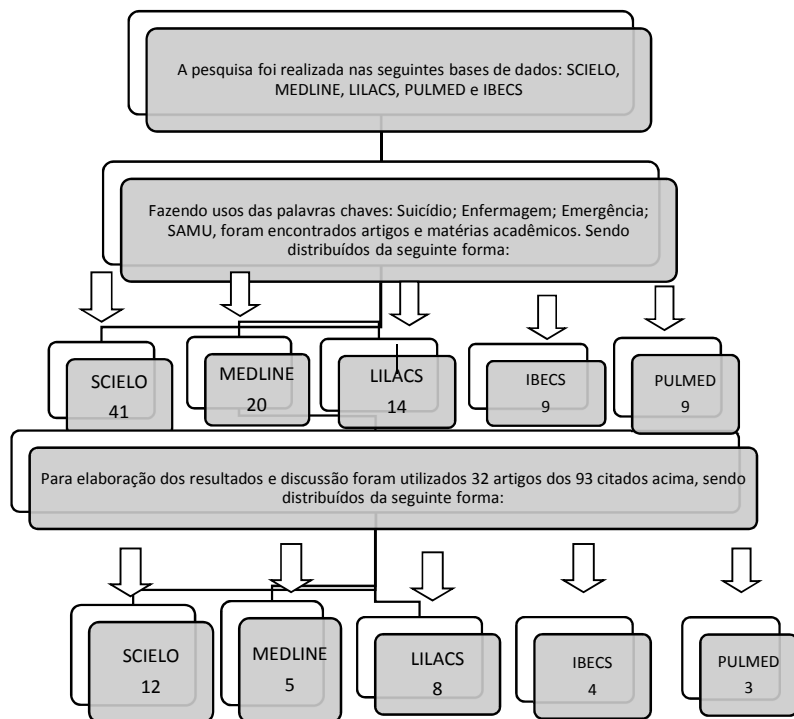 A pesquisa foi realizada nas seguintes bases de dados: SCIELO,
MEDLINE, LILACS, PULMED e IBECS
Fazendo usos das palavras chaves: Suicídio; Enfermagem; Emergência;
SAMU, foram encontrados artigos e matérias acadêmicos. Sendo
distribuídos da seguinte forma:
SCIELO
41
MEDLINE
20
LILACS
14
IBECS
9
PULMED
9
Para elaboração dos resultados e discussão foram utilizados 32 artigos dos 93 citados acima, sendo
distribuídos da seguinte forma:
SCIELO
12
MEDLINE
5
LILACS
8
IBECS
4
PULMED
3